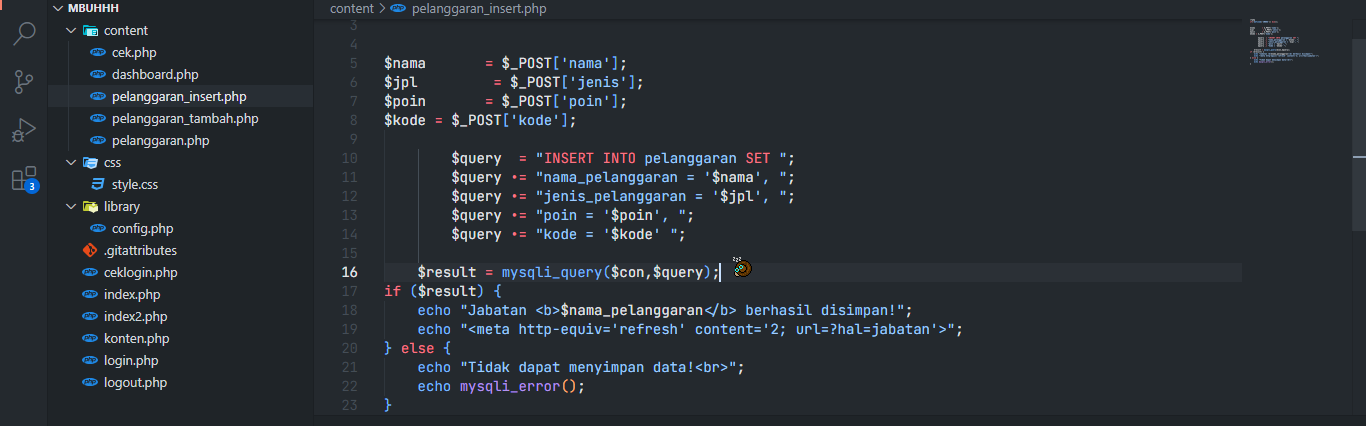 MBUHHH
content
cek.php
dashboard.php
pelanggaran_insert.php
pelanggaran_tambah.php
pelanggaran.php
css
style.css
library
config.php
.gitattributes
ceklogin.php
index.php
index2.php
konten.php
login.php
logout.php
3
content > pelanggaran_insert.php
3
4
5 $nama = $_POST['nama'];
6 $jpl = $_POST['jenis'];
7 $poin = $_POST['poin'];
8 $kode = $_POST['kode'];
9
10 $query = "INSERT INTO pelanggaran SET ";
11 $query .= "nama_pelanggaran = '$nama', ";
12 $query .= "jenis_pelanggaran = '$jpl', ";
13 $query .= "poin = '$poin', ";
14 $query .= "kode = '$kode' ";
15
16 $result = mysqli_query($con,$query);
17 if ($result) {
18 echo "Jabatan <b>$nama_pelanggaran</b> berhasil disimpan!";
19 echo "<meta http-equiv='refresh' content='2; url=?hal=jabatan'>";
20 } else {
21 echo "Tidak dapat menyimpan data!<br>";
22 echo mysqli_error();
23 }